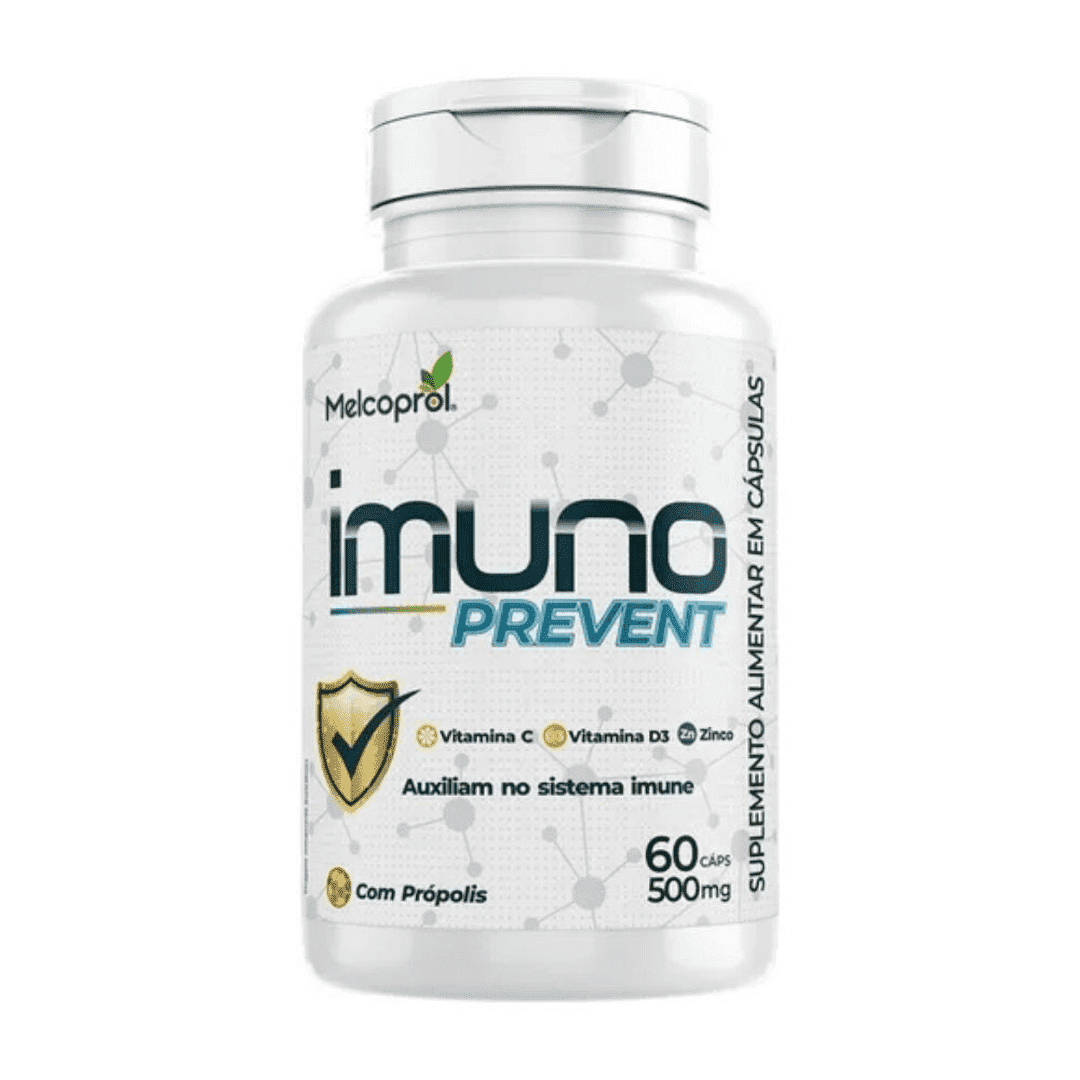 Melcoprol
imuno
PREVENT
Vitamina C Vitamina D3 Zn Zinco
Auxiliam no sistema imune
60 CÁPS
500mg
Com Própolis
SUPLEMENTO ALIMENTAR EM CÁPSULAS